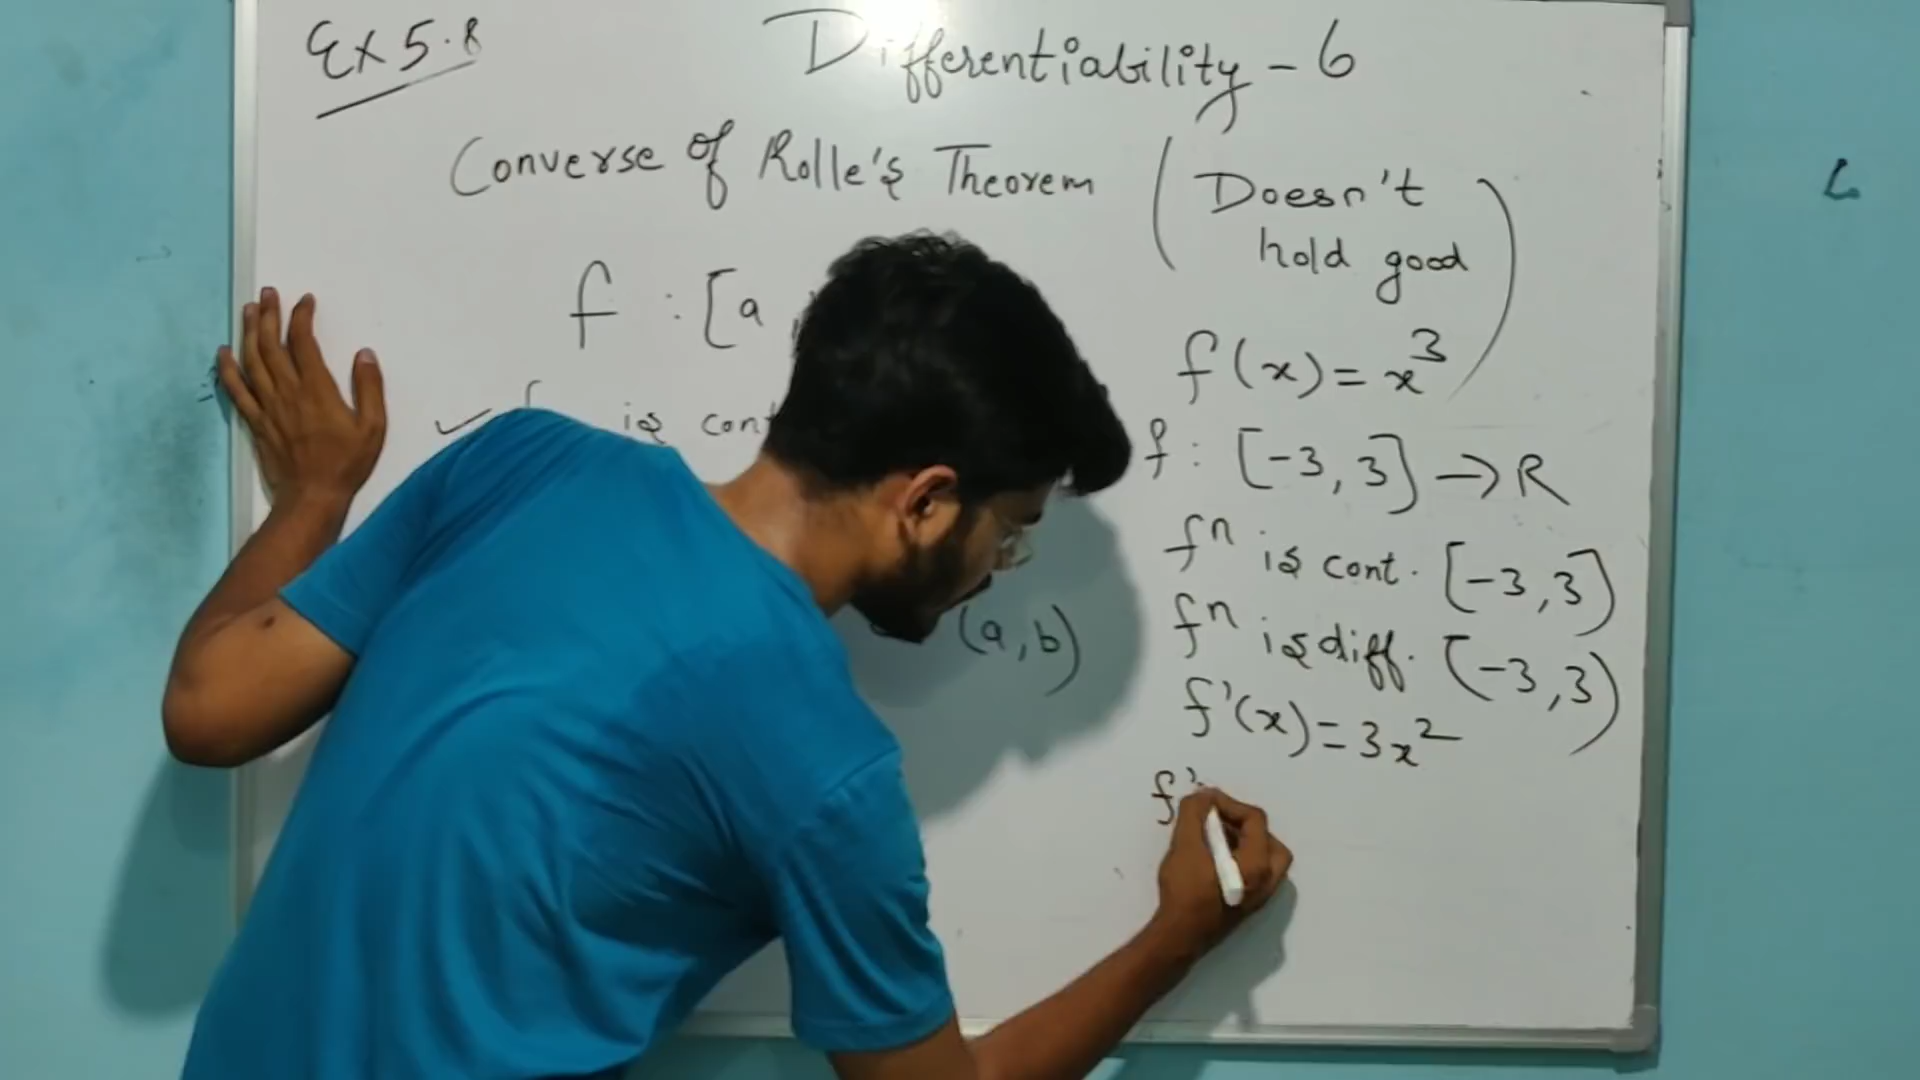 Ex 5.8
Differentiability - 6
Converse of Rolle's Theorem (Doesn't
hold good)
f : [a ,
✓ is cont
(a, b)
f(x) = x³
f : [-3, 3] → R
fⁿ is cont. [-3, 3]
fⁿ is diff. (-3, 3)
f'(x) = 3x²
f'